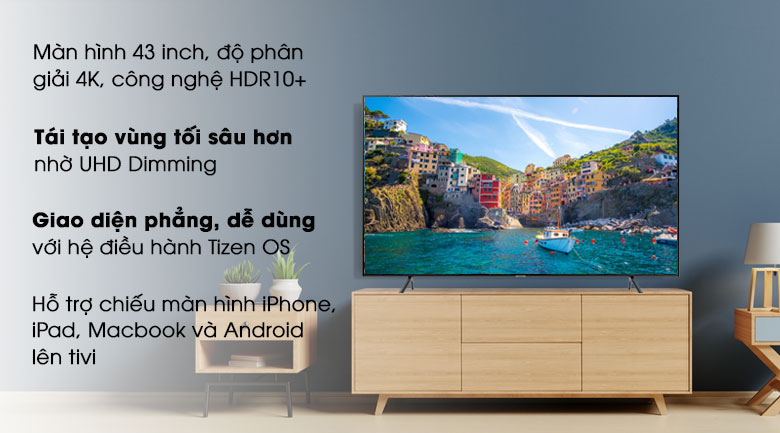 Màn hình 43 inch, độ phân
giải 4K, công nghệ HDR10+
Tái tạo vùng tối sâu hơn
nhờ UHD Dimming
Giao diện phẳng, dễ dùng
với hệ điều hành Tizen OS
Hỗ trợ chiếu màn hình iPhone,
iPad, Macbook và Android
lên tivi